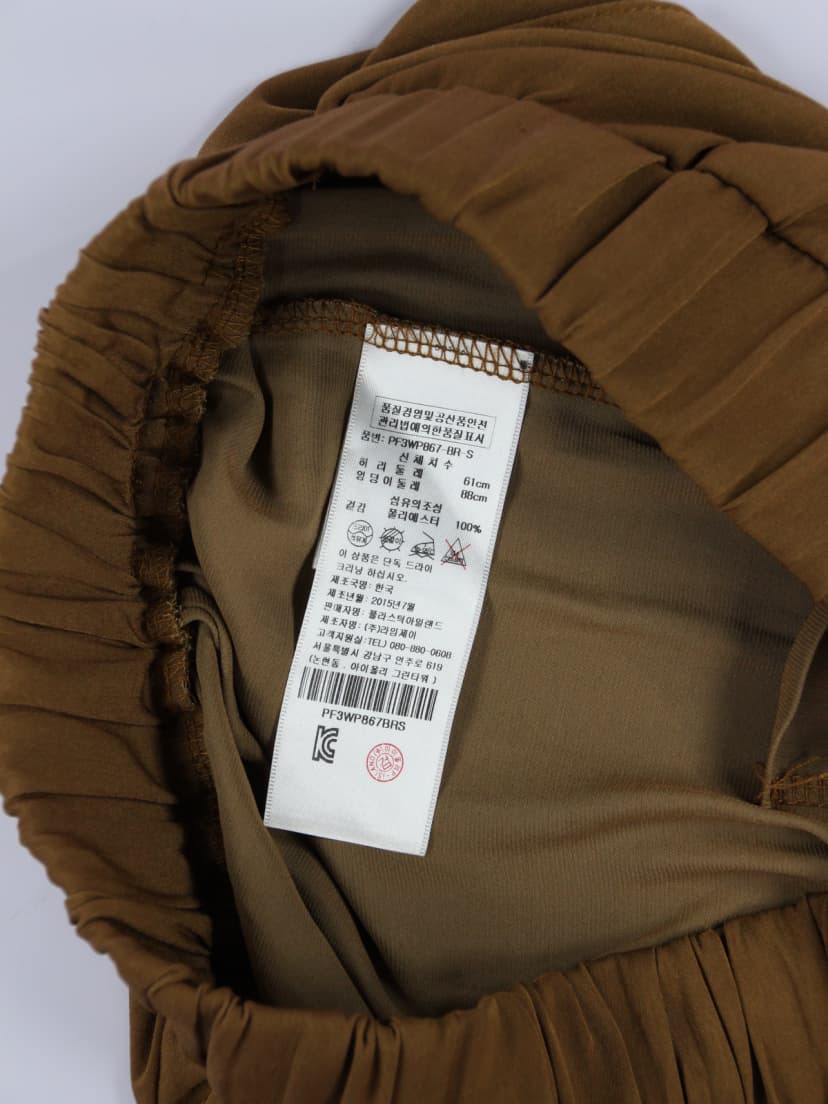 품질경영및공산품안전
관리법에의한품질표시
품번: PF3WP867-BR-S
신체치수
허리둘레 61cm
엉덩이둘레 88cm
섬유의조성
겉감 폴리에스터 100%
드라이
석유계
이 상품은 단독 드라이
크리닝 하십시오.
제조국명: 한국
제조년월: 2015년7월
판매자명: 플라스틱아일랜드
제조자명: (주)라임제이
고객지원실:TEL) 080-880-0608
서울특별시 강남구 언주로 619
(논현동, 아이올리 그린타워)
PF3WP867BRS